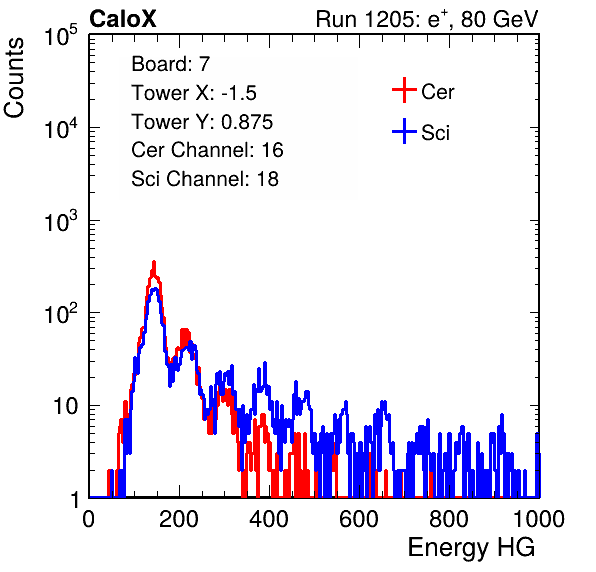 CaloX Run 1205: e⁺, 80 GeV
Counts
Board: 7
Tower X: -1.5
Tower Y: 0.875
Cer Channel: 16
Sci Channel: 18
Cer
Sci
10⁵
10⁴
10³
10²
10
1
0 200 400 600 800 1000
Energy HG